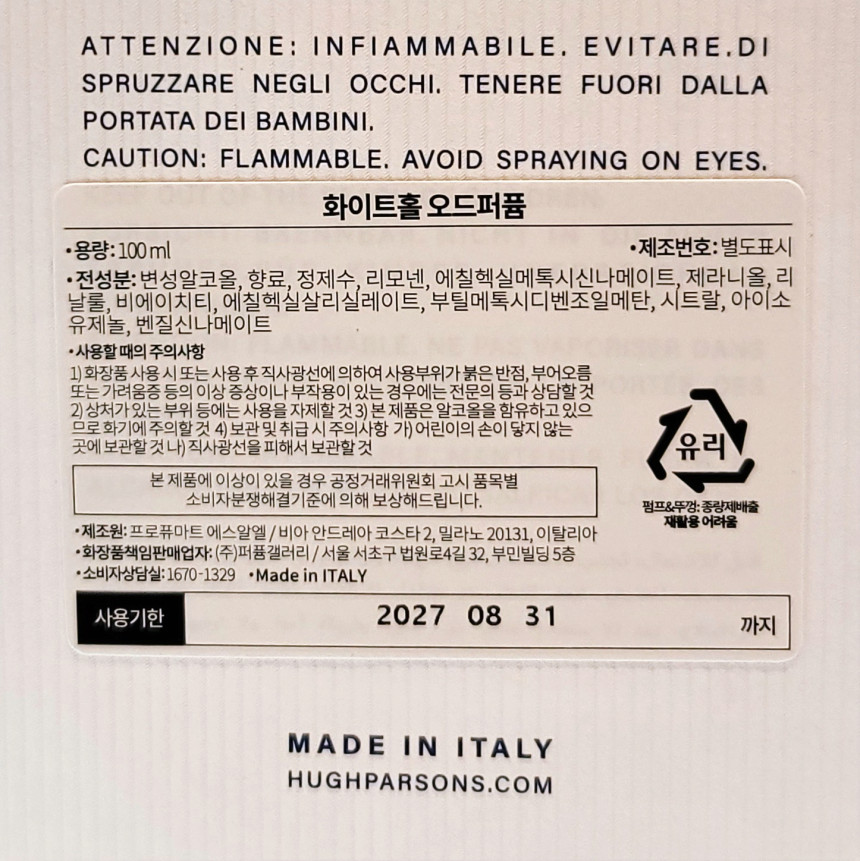 ATTENZIONE: INFIAMMABILE. EVITARE.DI
SPRUZZARE NEGLI OCCHI. TENERE FUORI DALLA
PORTATA DEI BAMBINI.
CAUTION: FLAMMABLE. AVOID SPRAYING ON EYES.
화이트홀 오드퍼퓸
•용량: 100 ml
•제조번호: 별도표시
•전성분: 변성알코올, 향료, 정제수, 리모넨, 에칠헥실메톡시신나메이트, 제라니올, 리
날룰, 비에이치티, 에칠헥실살리실레이트, 부틸메톡시디벤조일메탄, 시트랄, 아이소
유제놀, 벤질신나메이트
•사용할 때의 주의사항
1) 화장품 사용 시 또는 사용 후 직사광선에 의하여 사용부위가 붉은 반점, 부어오름
또는 가려움증 등의 이상 증상이나 부작용이 있는 경우에는 전문의 등과 상담할 것
2) 상처가 있는 부위 등에는 사용을 자제할 것 3) 본 제품은 알코올을 함유하고 있으
므로 화기에 주의할 것 4) 보관 및 취급 시 주의사항 가) 어린이의 손이 닿지 않는
곳에 보관할 것 나) 직사광선을 피해서 보관할 것
유리
펌프&뚜껑: 종량제배출
재활용 어려움
본 제품에 이상이 있을 경우 공정거래위원회 고시 품목별
소비자분쟁해결기준에 의해 보상해드립니다.
•제조원: 프로퓨마트 에스알엘 / 비아 안드레아 코스타 2, 밀라노 20131, 이탈리아
•화장품책임판매업자: (주)퍼퓸갤러리 / 서울 서초구 법원로4길 32, 부민빌딩 5층
•소비자상담실: 1670-1329 •Made in ITALY
사용기한 2027 08 31 까지
MADE IN ITALY
HUGHPARSONS.COM